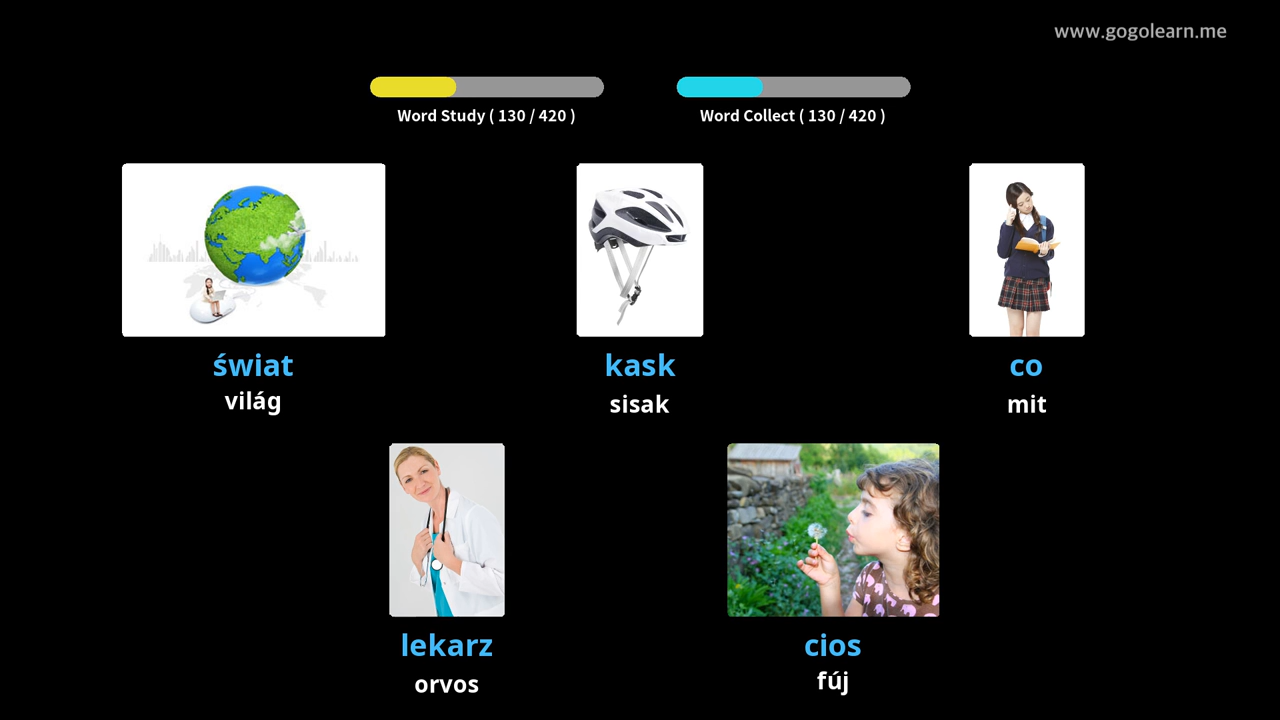 www.gogolearn.me
Word Study ( 130 / 420 )
Word Collect ( 130 / 420 )
świat
világ
kask
sisak
co
mit
lekarz
orvos
cios
fúj